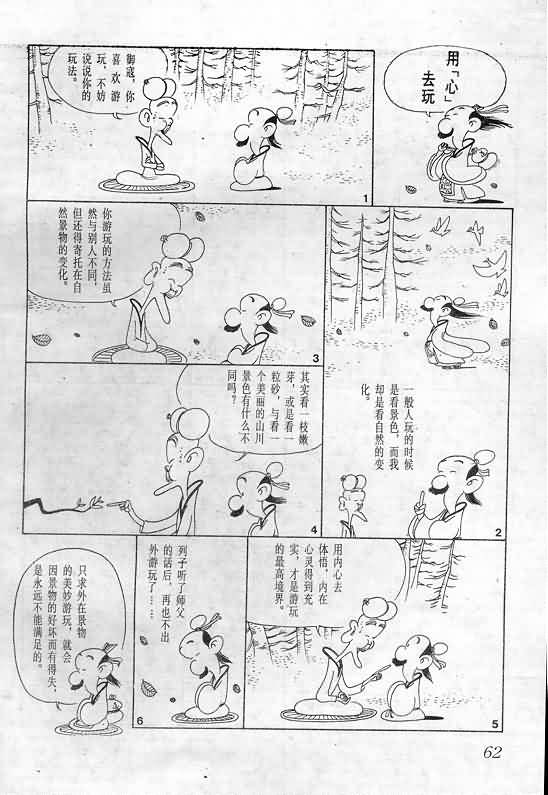 用「心」
去玩
御寇，你
喜欢游
玩，不妨
说说你的
玩法。
1
一般人玩的时候
是看景色，而我
却是看自然的变
化。
2
你游玩的方法虽
然与别人不同，
但还得寄托在自
然景物的变化。
3
其实看一枝嫩
芽，或是看一
粒砂，与看一
个美丽的山川
景色有什么不
同吗？
4
用内心去
体悟，内在
心灵得到充
实，才是游玩
的最高境界。
5
列子听了师父
的话后，再也不出
外游玩了……
6
只求外在景物
的美妙游玩，就会
因景物的好坏而有得失，
是永远不能满足的。
62